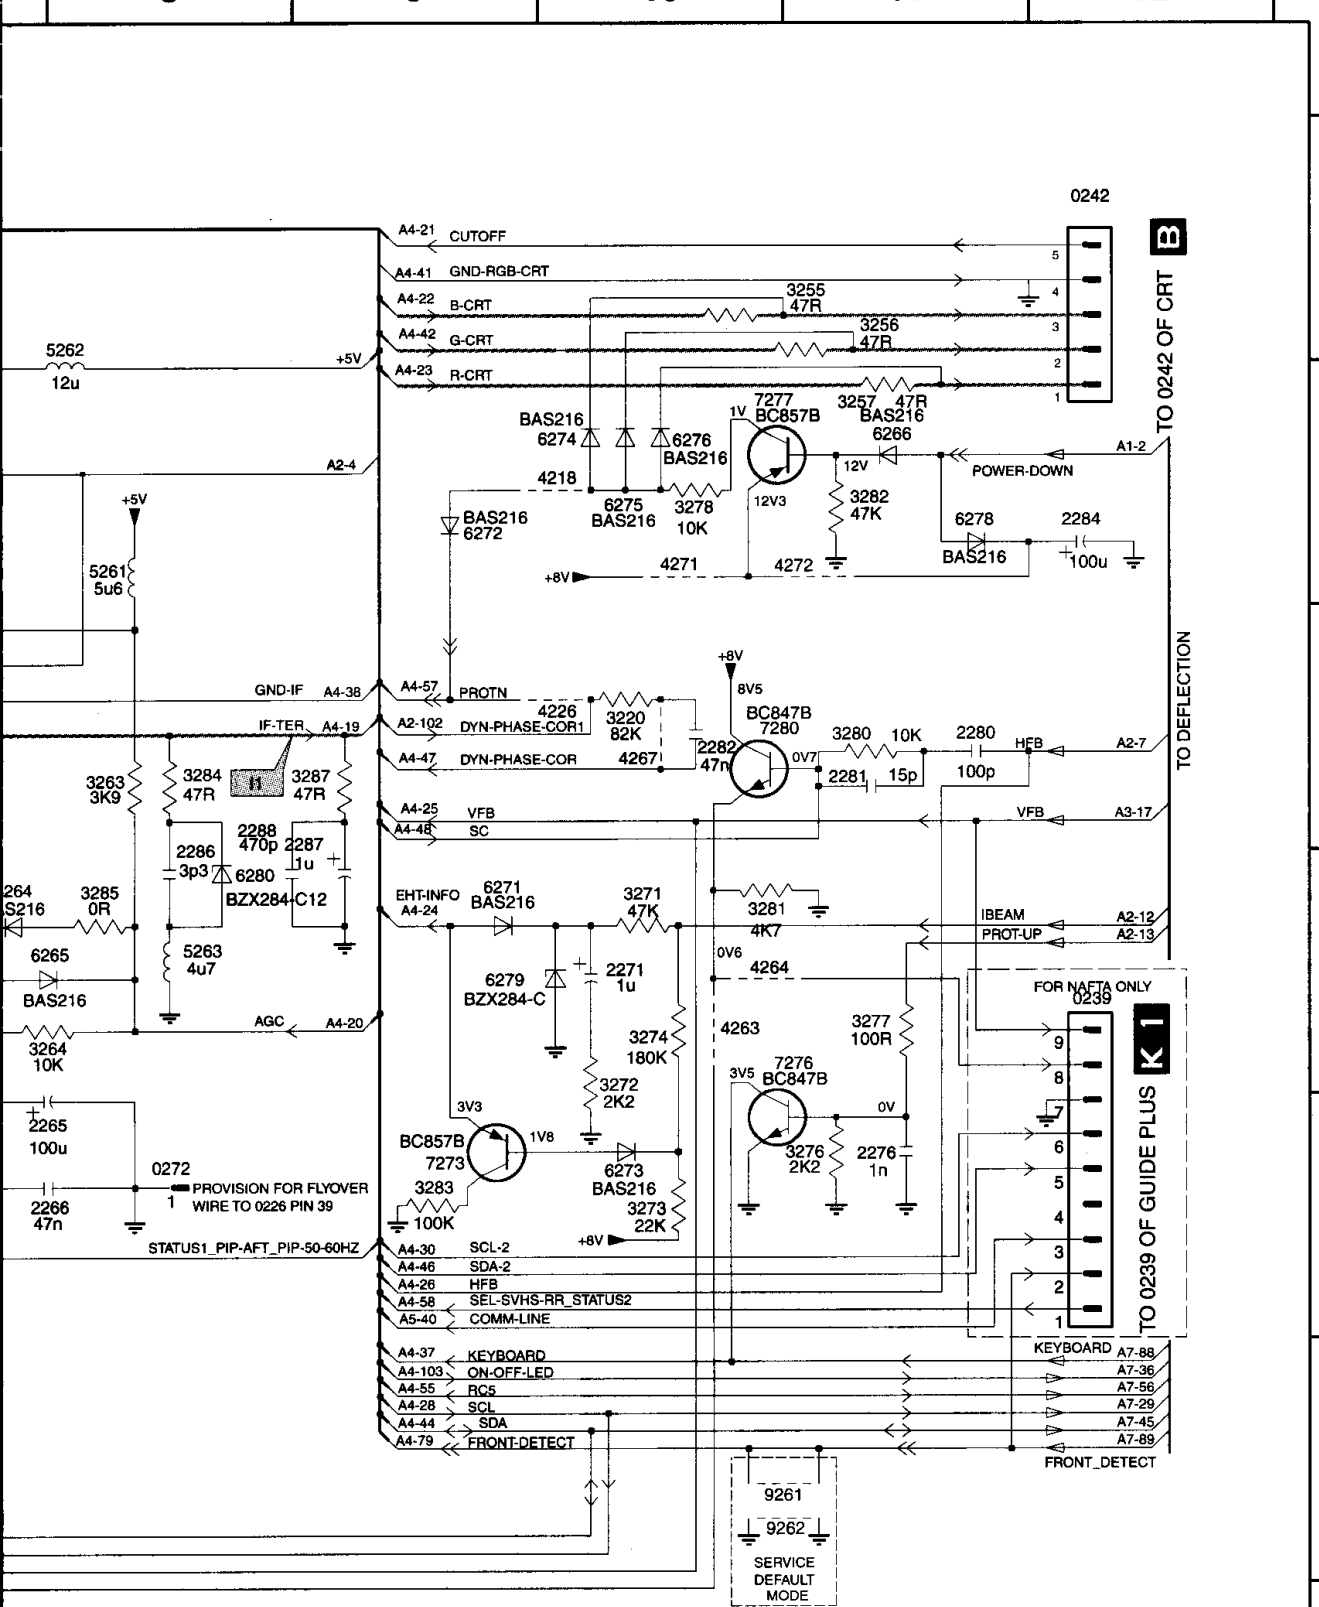 0242
A4-21 CUTOFF
5
B
A4-41 GND-RGB-CRT
4
A4-22 B-CRT
3255
47R
3
A4-42 G-CRT
3256
47R
2
A4-23 R-CRT
3257 47R
1
TO 0242 OF CRT
5262
12u
+5V
A2-4
BAS216
6274
6275
BAS216
6276
BAS216
4218
3278
10K
1V
7277
BC857B
12V3
12V
BAS216
6266
3282
47K
POWER-DOWN
A1-2
6278
BAS216
2284
+
100u
BAS216
6272
+8V
4271
4272
+5V
5261
5u6
TO DEFLECTION
GND-IF A4-38
A4-57 PROTN
4226
3220
82K
IF-TER A4-19
A2-102 DYN-PHASE-COR1
A4-47 DYN-PHASE-COR
4267
2282
47n
+8V
8V5
BC847B
7280
0V7
3280 10K
2281 15p
2280
100p
HFB
A2-7
I1
3263
3K9
3284
47R
3287
47R
A4-25 VFB
VFB
A3-17
A4-48 SC
2286
3p3
6280
BZX284-C12
2288
470p
2287
1u
+
264
S216
3285
0R
EHT-INFO
A4-24
6271
BAS216
3271
47K
3281
4K7
IBEAM
A2-12
PROT-UP
A2-13
6265
BAS216
5263
4u7
6279
BZX284-C
+
2271
1u
0V6
4264
4263
FOR NAFTA ONLY
0239
K 1
AGC
A4-20
3264
10K
3274
180K
3277
100R
9
8
7
6
5
4
3
2
1
TO 0239 OF GUIDE PLUS
3272
2K2
3V5
7276
BC847B
0V
3276
2K2
2276
1n
+
2265
100u
3V3
BC857B
7273
1V8
6273
BAS216
3273
22K
+8V
3283
100K
0272
1
PROVISION FOR FLYOVER
WIRE TO 0226 PIN 39
2266
47n
STATUS1_PIP-AFT_PIP-50-60HZ
A4-30 SCL-2
A4-46 SDA-2
A4-26 HFB
A4-58 SEL-SVHS-RR_STATUS2
A5-40 COMM-LINE
A4-37 KEYBOARD
KEYBOARD A7-88
A4-103 ON-OFF-LED
A7-36
A4-55 RC5
A7-56
A4-28 SCL
A7-29
A4-44 SDA
A7-45
A4-79 FRONT-DETECT
A7-89
FRONT_DETECT
9261
9262
SERVICE
DEFAULT
MODE